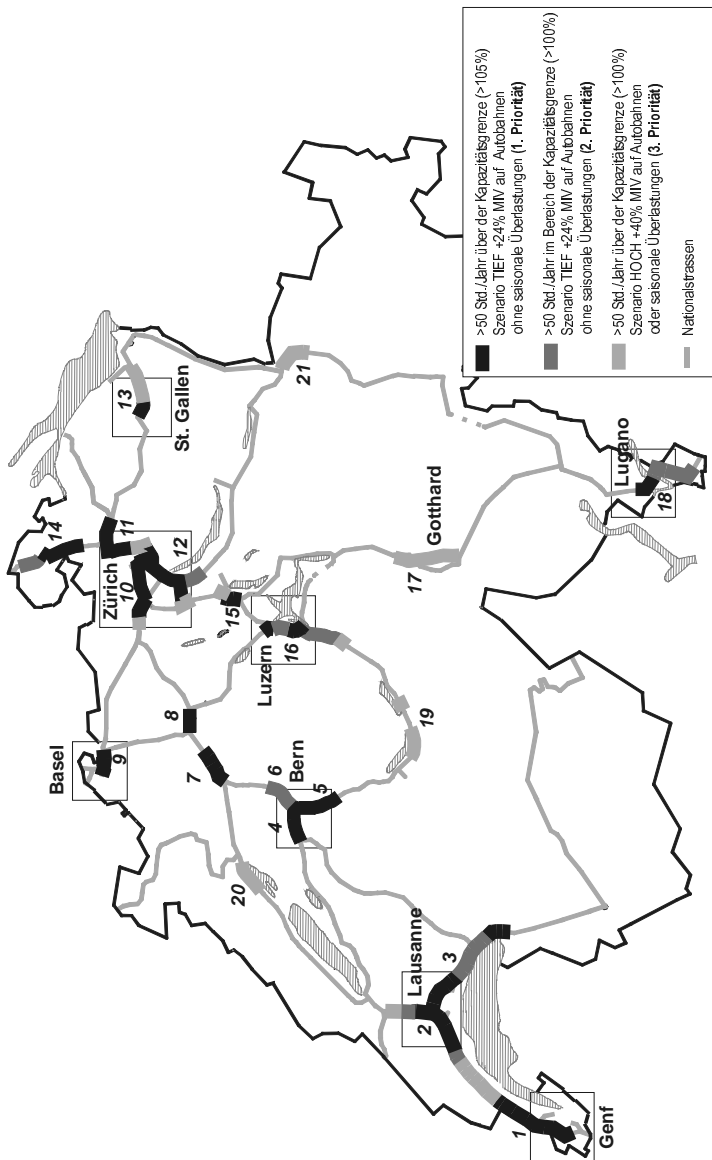 Basel
9
Zürich
10
11
12
14
13
St. Gallen
8
7
15
Luzern
16
6
Bern
4
5
20
19
17
Gotthard
21
Lausanne
2
3
1
Genf
Lugano
18
>50 Std./Jahr über der Kapazitätsgrenze (>105%)
Szenario TIEF +24% MIV auf Autobahnen
ohne saisonale Überlastungen (1. Priorität)
>50 Std./Jahr im Bereich der Kapazitätsgrenze (>100%)
Szenario TIEF +24% MIV auf Autobahnen
ohne saisonale Überlastungen (2. Priorität)
>50 Std./Jahr über der Kapazitätsgrenze (>100%)
Szenario HOCH +40% MIV auf Autobahnen
oder saisonale Überlastungen (3. Priorität)
Nationalstrassen